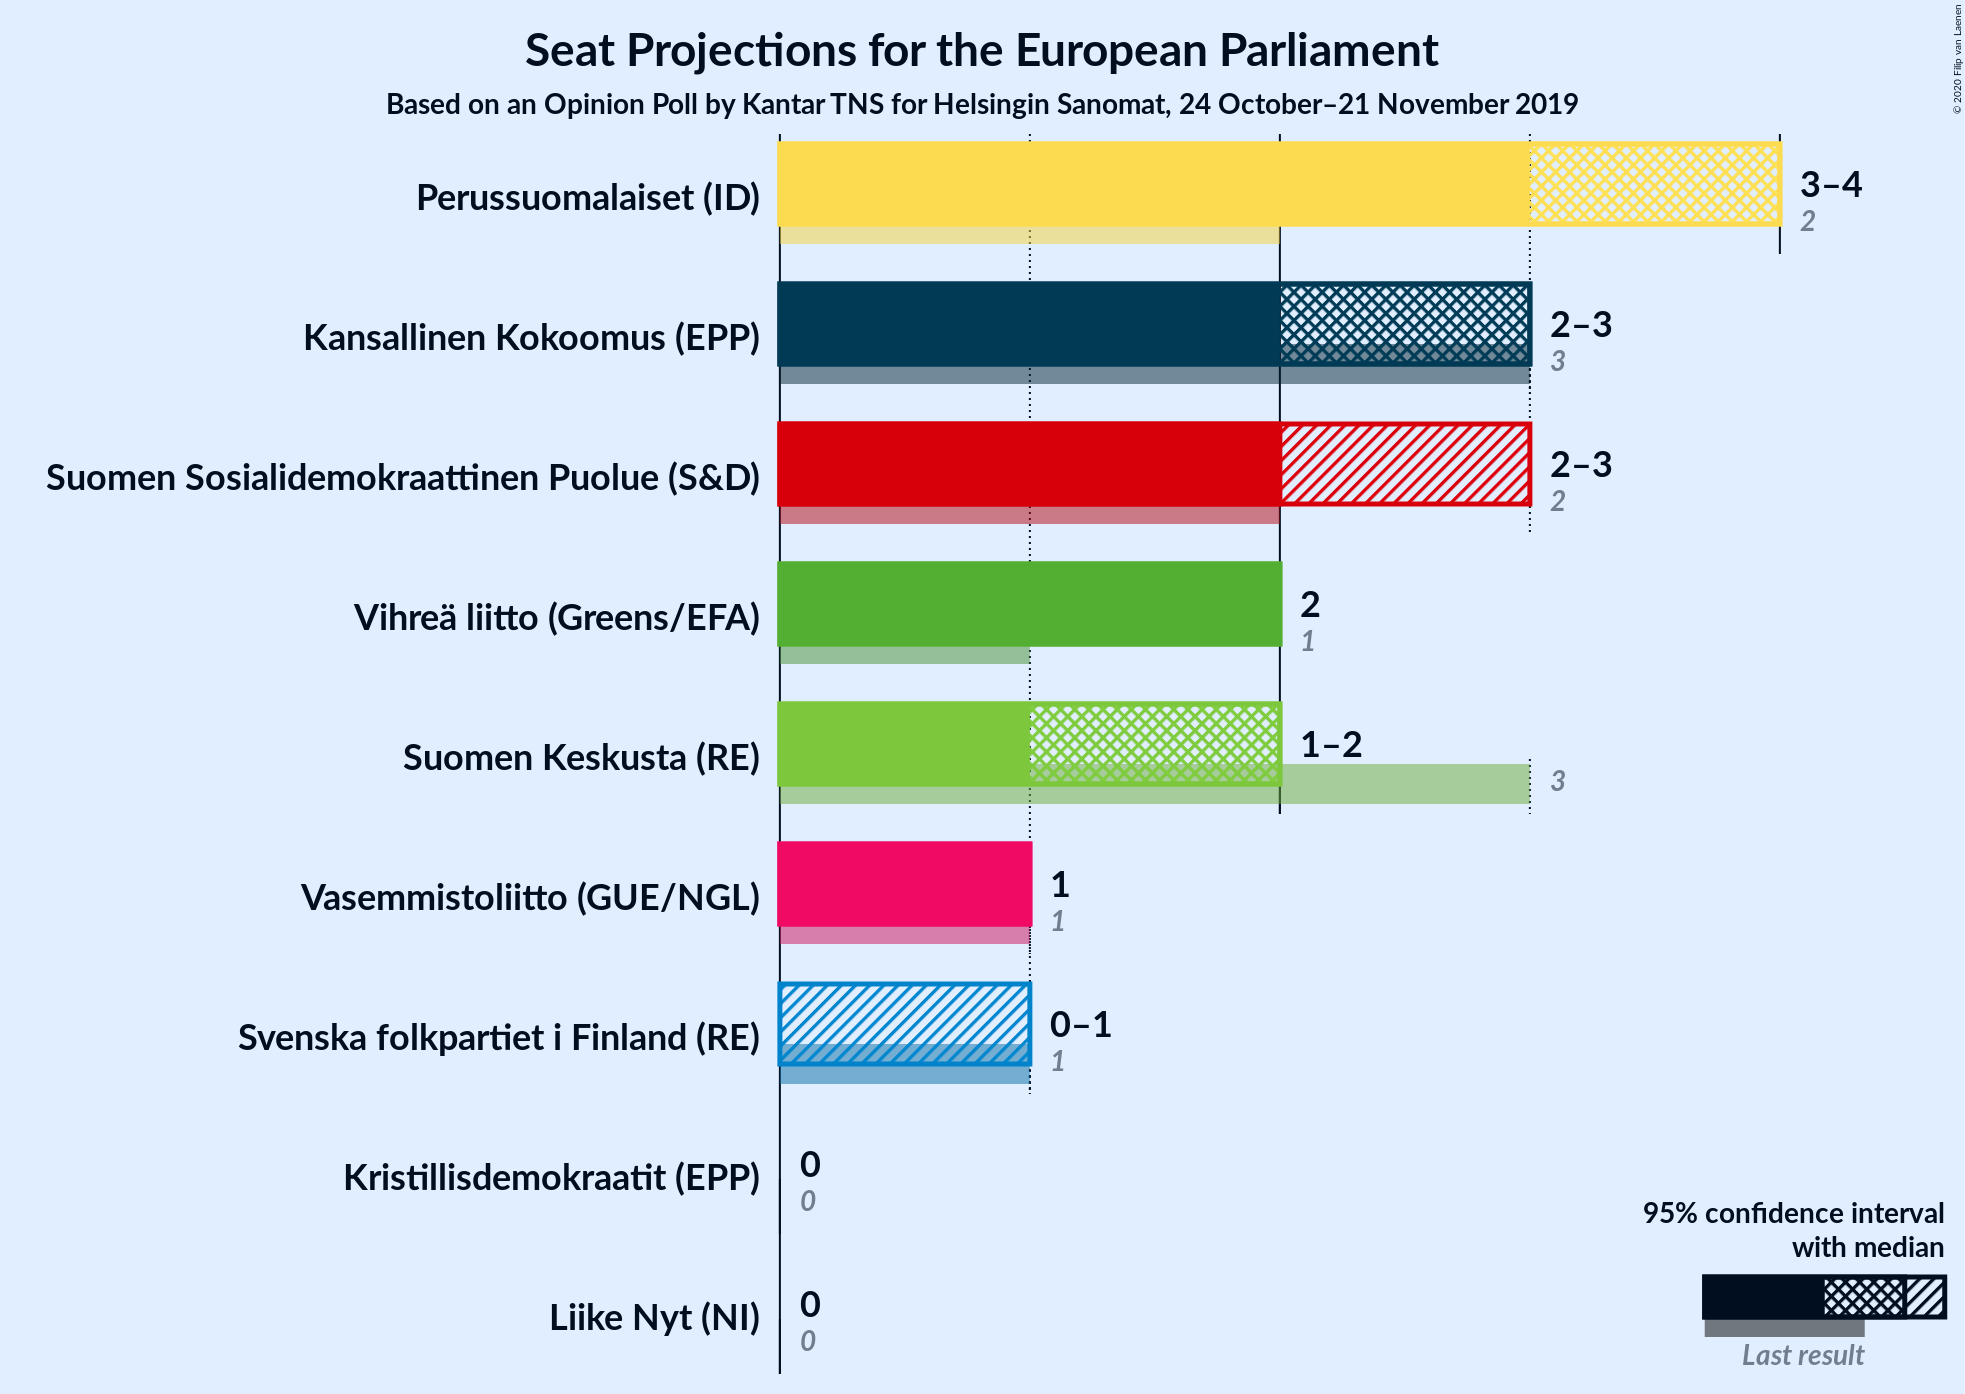 Seat Projections for the European Parliament
Based on an Opinion Poll by Kantar TNS for Helsingin Sanomat, 24 October–21 November 2019
© 2020 Filip van Laenen
Perussuomalaiset (ID)
3–4
2
Kansallinen Kokoomus (EPP)
2–3
3
Suomen Sosialidemokraattinen Puolue (S&D)
2–3
2
Vihreä liitto (Greens/EFA)
2
1
Suomen Keskusta (RE)
1–2
3
Vasemmistoliitto (GUE/NGL)
1
1
Svenska folkpartiet i Finland (RE)
0–1
1
Kristillisdemokraatit (EPP)
0
0
Liike Nyt (NI)
0
0
95% confidence interval
with median
Last result